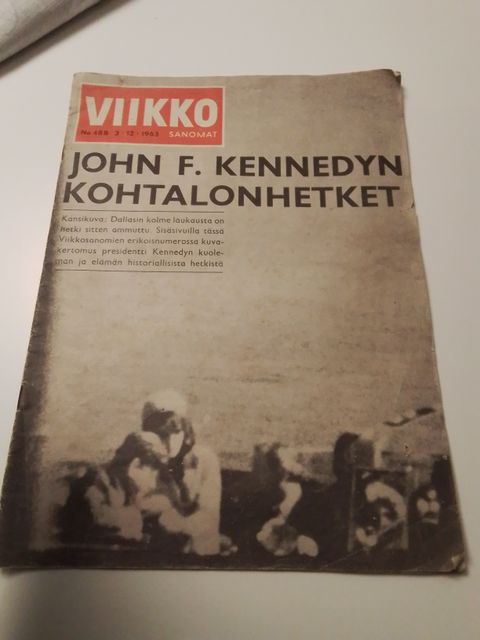 VIIKKO
No 48B 3·12·1963 SANOMAT
JOHN F. KENNEDYN
KOHTALONHETKET
Kansikuva: Dallasin kolme laukausta on
hetki sitten ammuttu. Sisäsivuilla tässä
Viikkosanomien erikoisnumerossa kuva-
kertomus presidentti Kennedyn kuole-
man ja elämän historiallisista hetkistä